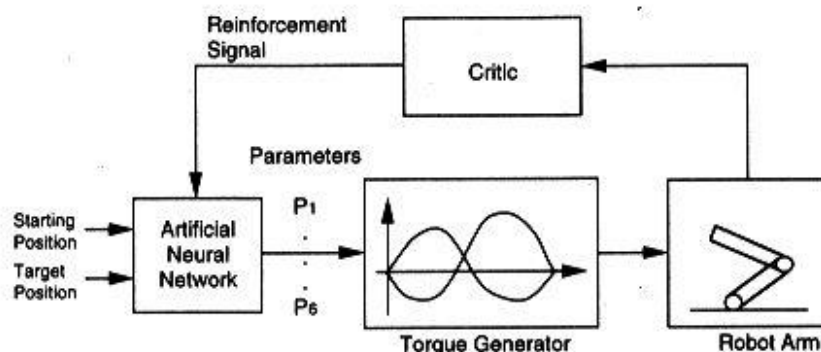 Reinforcement
Signal
Critic
Parameters
Starting
Position
Target
Position
Artificial
Neural
Network
P1
P6
Torque Generator
Robot Arm